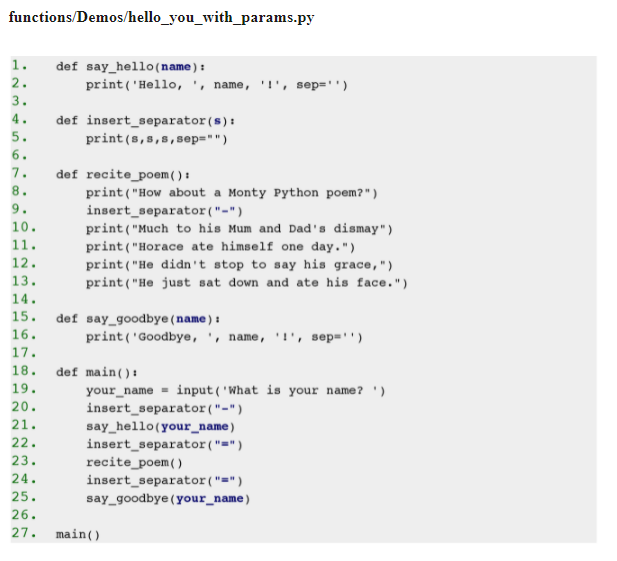 functions/Demos/hello_you_with_params.py
1. def say_hello(name):
2.     print('Hello, ', name, '!', sep='')
3.
4. def insert_separator(s):
5.     print(s,s,s,sep="")
6.
7. def recite_poem():
8.     print("How about a Monty Python poem?")
9.     insert_separator("-")
10.     print("Much to his Mum and Dad's dismay")
11.     print("Horace ate himself one day.")
12.     print("He didn't stop to say his grace,")
13.     print("He just sat down and ate his face.")
14.
15. def say_goodbye(name):
16.     print('Goodbye, ', name, '!', sep='')
17.
18. def main():
19.     your_name = input('What is your name? ')
20.     insert_separator("-")
21.     say_hello(your_name)
22.     insert_separator("=")
23.     recite_poem()
24.     insert_separator("=")
25.     say_goodbye(your_name)
26.
27. main()